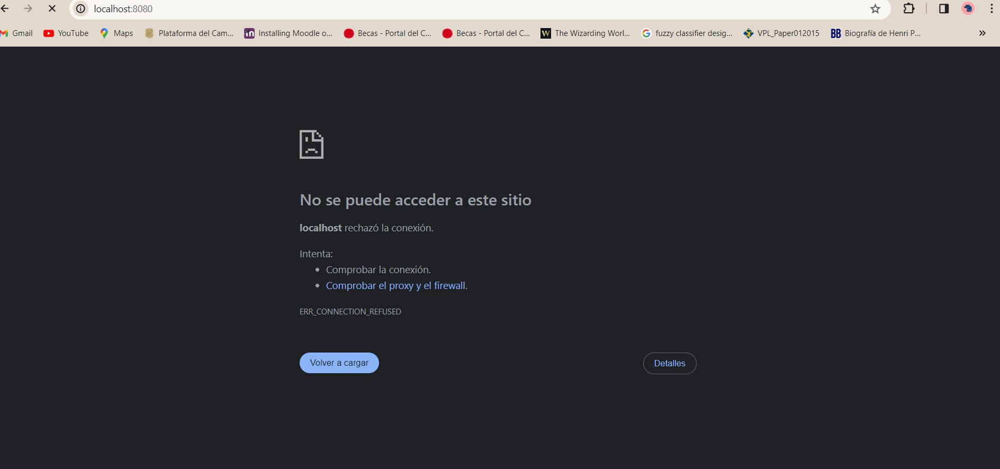 localhost:8080
Gmail YouTube Maps Plataforma del Cam... Installing Moodle o... Becas - Portal del C... Becas - Portal del C... The Wizarding Worl... fuzzy classifier desig... VPL_Paper012015 Biografía de Henri P...
No se puede acceder a este sitio
localhost rechazó la conexión.
Intenta:
Comprobar la conexión.
Comprobar el proxy y el firewall.
ERR_CONNECTION_REFUSED
Volver a cargar Detalles